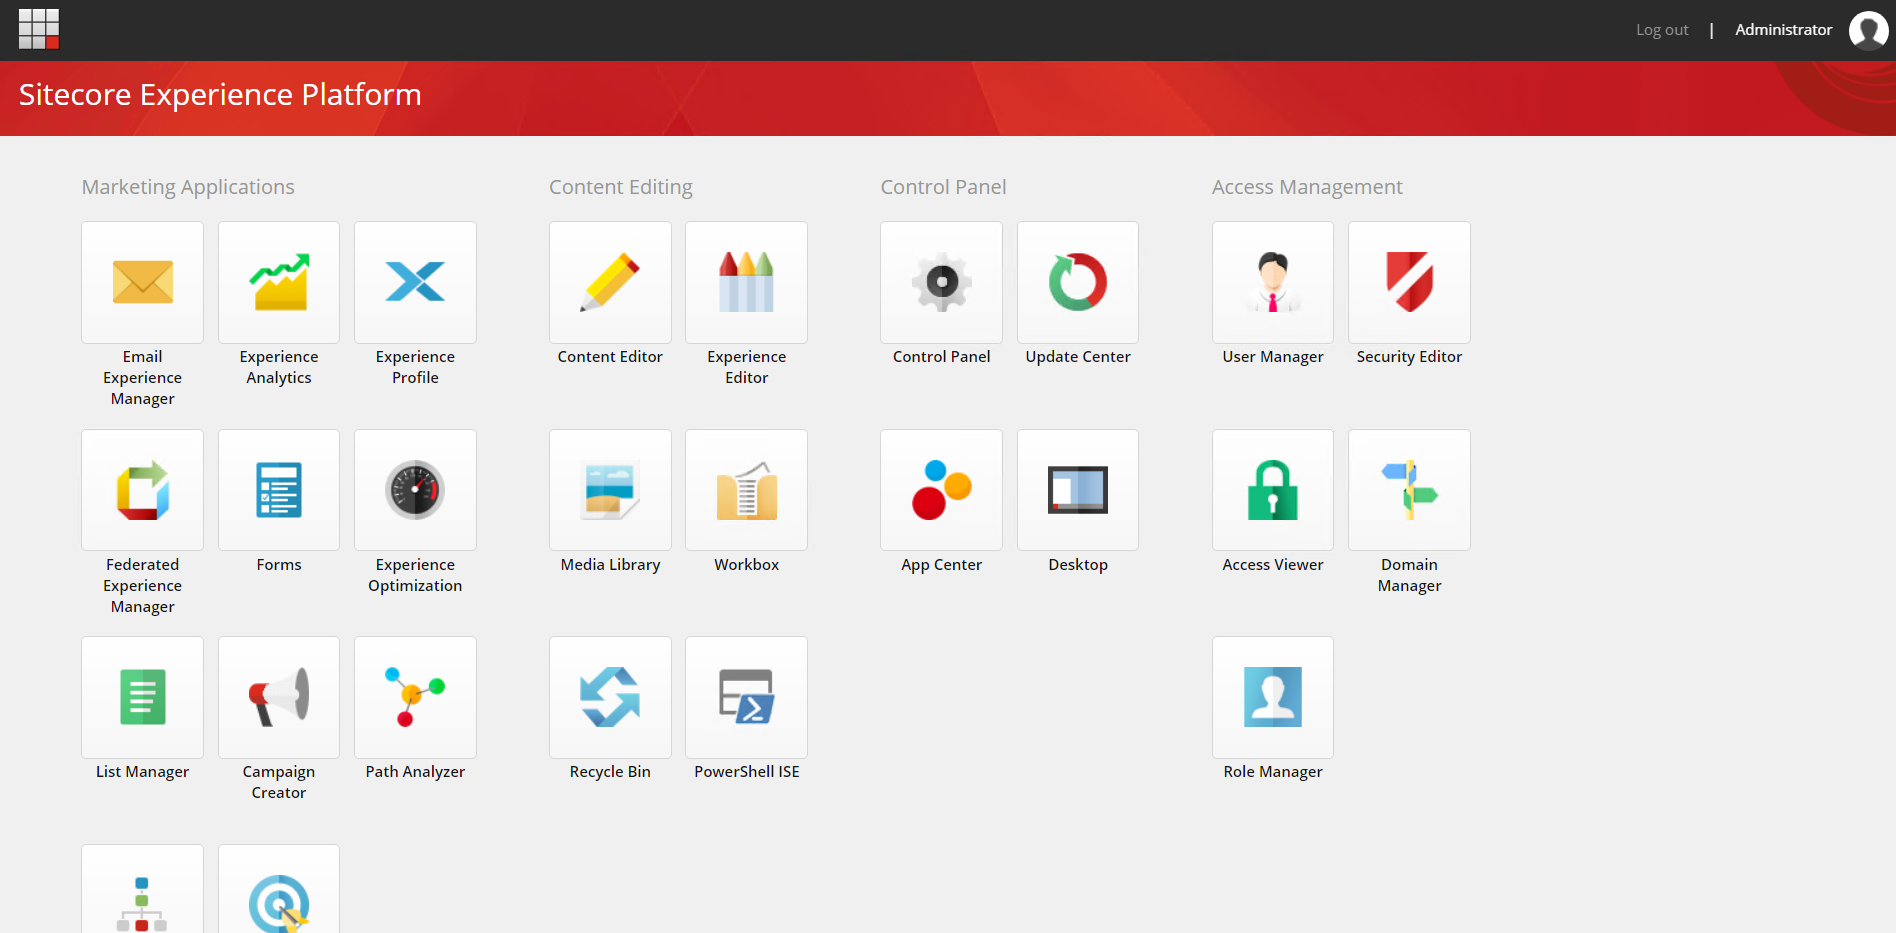 Log out | Administrator
Sitecore Experience Platform
Marketing Applications
Content Editing
Control Panel
Access Management
Email
Experience
Manager
Experience
Analytics
Experience
Profile
Content Editor
Experience
Editor
Control Panel
Update Center
User Manager
Security Editor
Federated
Experience
Manager
Forms
Experience
Optimization
Media Library
Workbox
App Center
Desktop
Access Viewer
Domain
Manager
List Manager
Campaign
Creator
Path Analyzer
Recycle Bin
PowerShell ISE
Role Manager